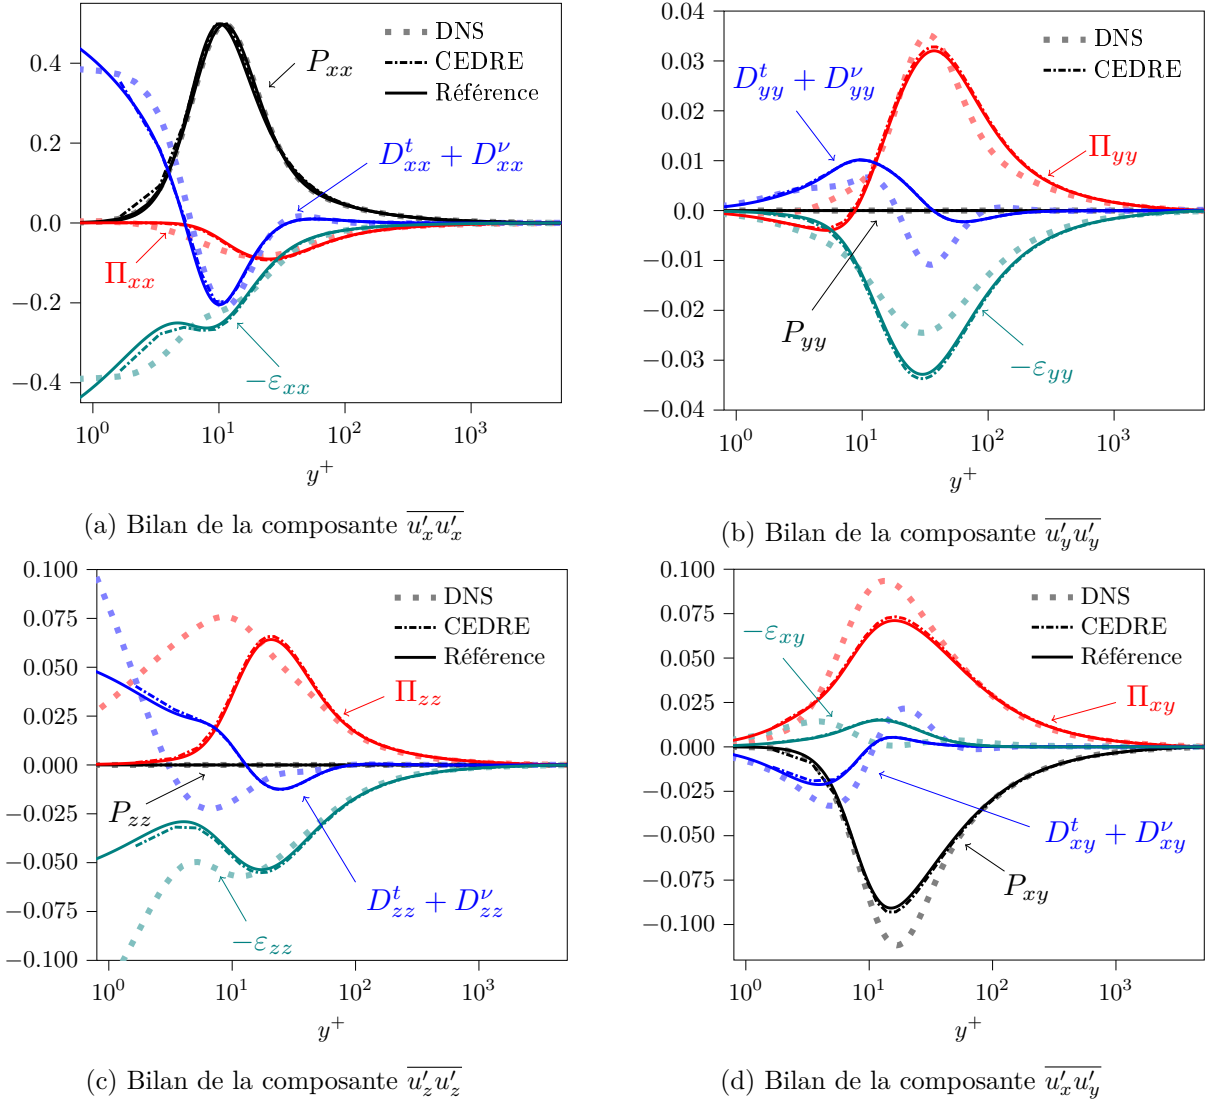 DNS
CEDRE
Référence
P_{xx}
D^t_{xx} + D^ν_{xx}
Π_{xx}
−ε_{xx}
0.4
0.2
0.0
−0.2
−0.4
10^0
10^1
10^2
10^3
y^+
(a) Bilan de la composante \overline{u'_x u'_x}
DNS
CEDRE
D^t_{yy} + D^ν_{yy}
Π_{yy}
P_{yy}
−ε_{yy}
0.04
0.03
0.02
0.01
0.0
−0.01
−0.02
−0.03
−0.04
10^0
10^1
10^2
10^3
y^+
(b) Bilan de la composante \overline{u'_y u'_y}
DNS
CEDRE
Référence
Π_{zz}
P_{zz}
D^t_{zz} + D^ν_{zz}
−ε_{zz}
0.100
0.075
0.050
0.025
0.000
−0.025
−0.050
−0.075
−0.100
10^0
10^1
10^2
10^3
y^+
(c) Bilan de la composante \overline{u'_z u'_z}
DNS
CEDRE
Référence
−ε_{xy}
Π_{xy}
D^t_{xy} + D^ν_{xy}
P_{xy}
0.100
0.075
0.050
0.025
0.000
−0.025
−0.050
−0.075
−0.100
10^0
10^1
10^2
10^3
y^+
(d) Bilan de la composante \overline{u'_x u'_y}